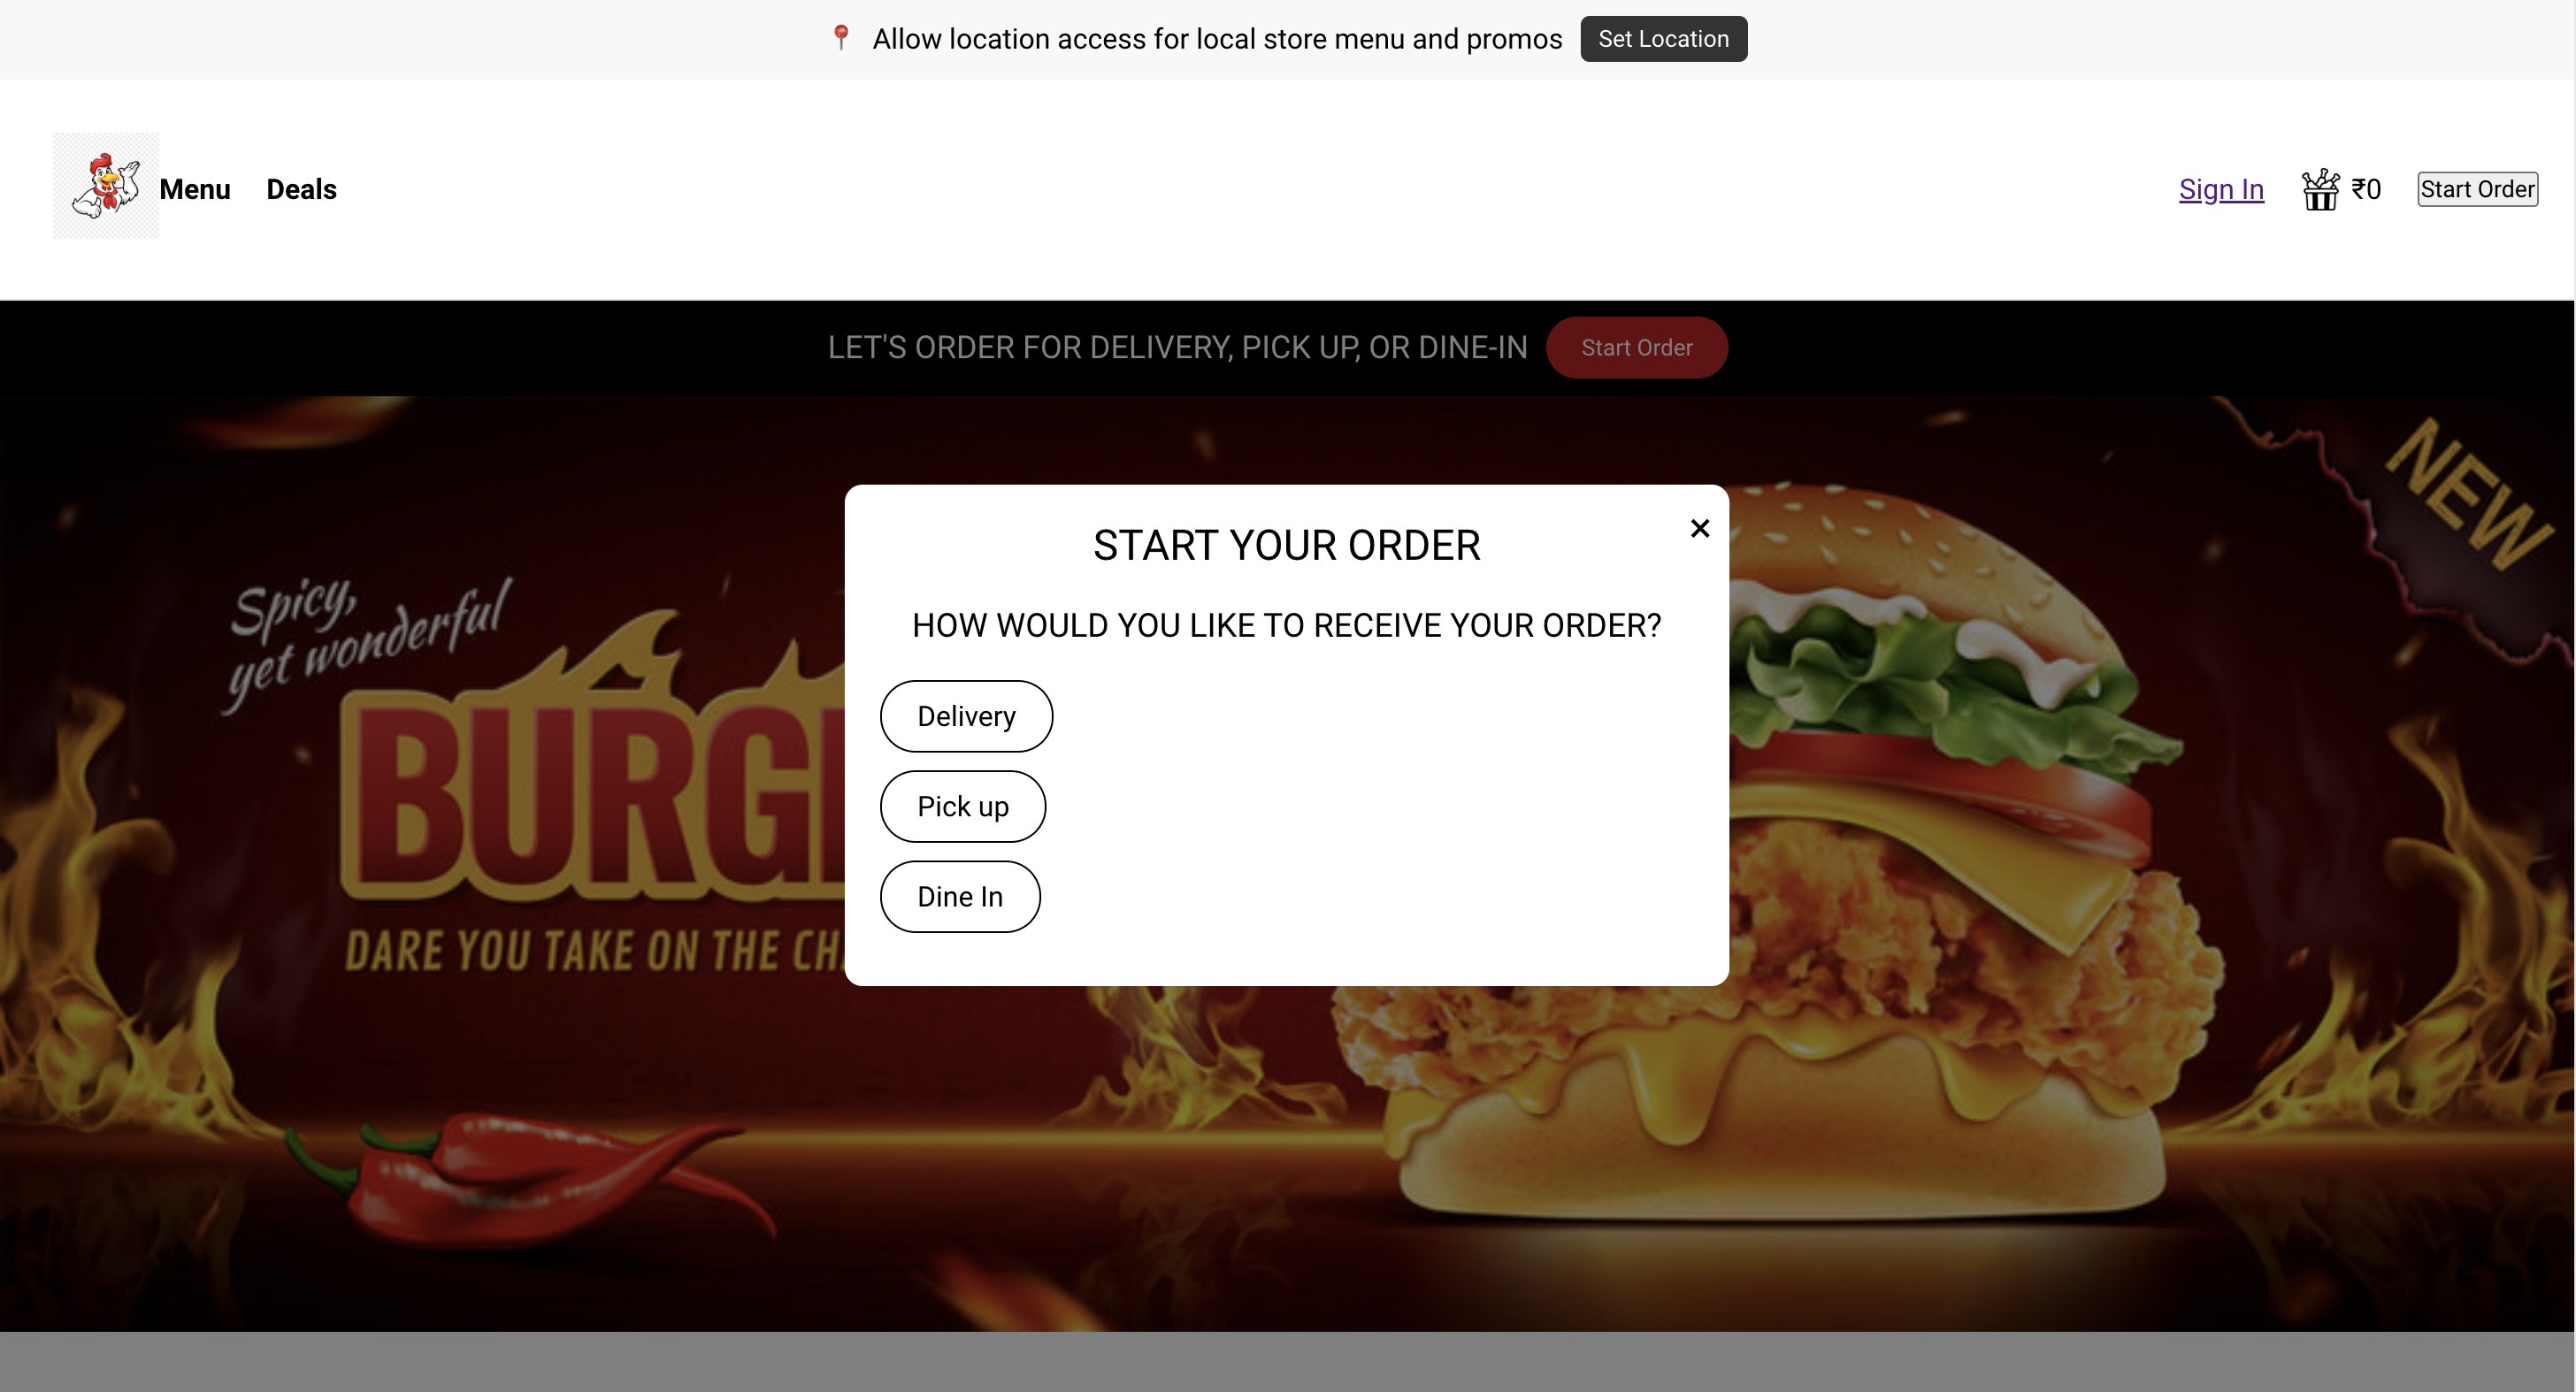 Allow location access for local store menu and promos Set Location
Menu Deals Sign In ₹0 Start Order
LET'S ORDER FOR DELIVERY, PICK UP, OR DINE-IN Start Order
NEW
Spicy,
yet wonderful
START YOUR ORDER
×
HOW WOULD YOU LIKE TO RECEIVE YOUR ORDER?
Delivery
Pick up
Dine In
DARE YOU TAKE ON THE